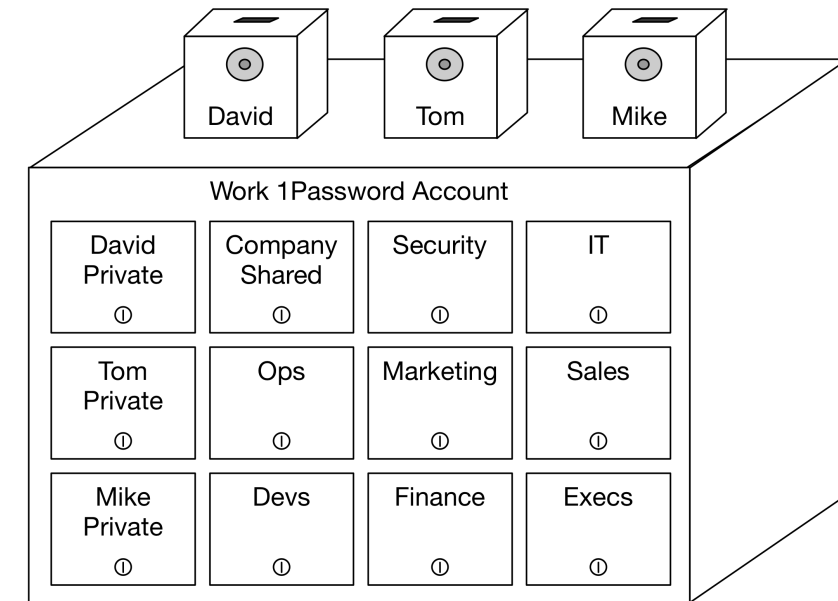 David
Tom
Mike
Work 1Password Account
David
Private
Company
Shared
Security
IT
Tom
Private
Ops
Marketing
Sales
Mike
Private
Devs
Finance
Execs